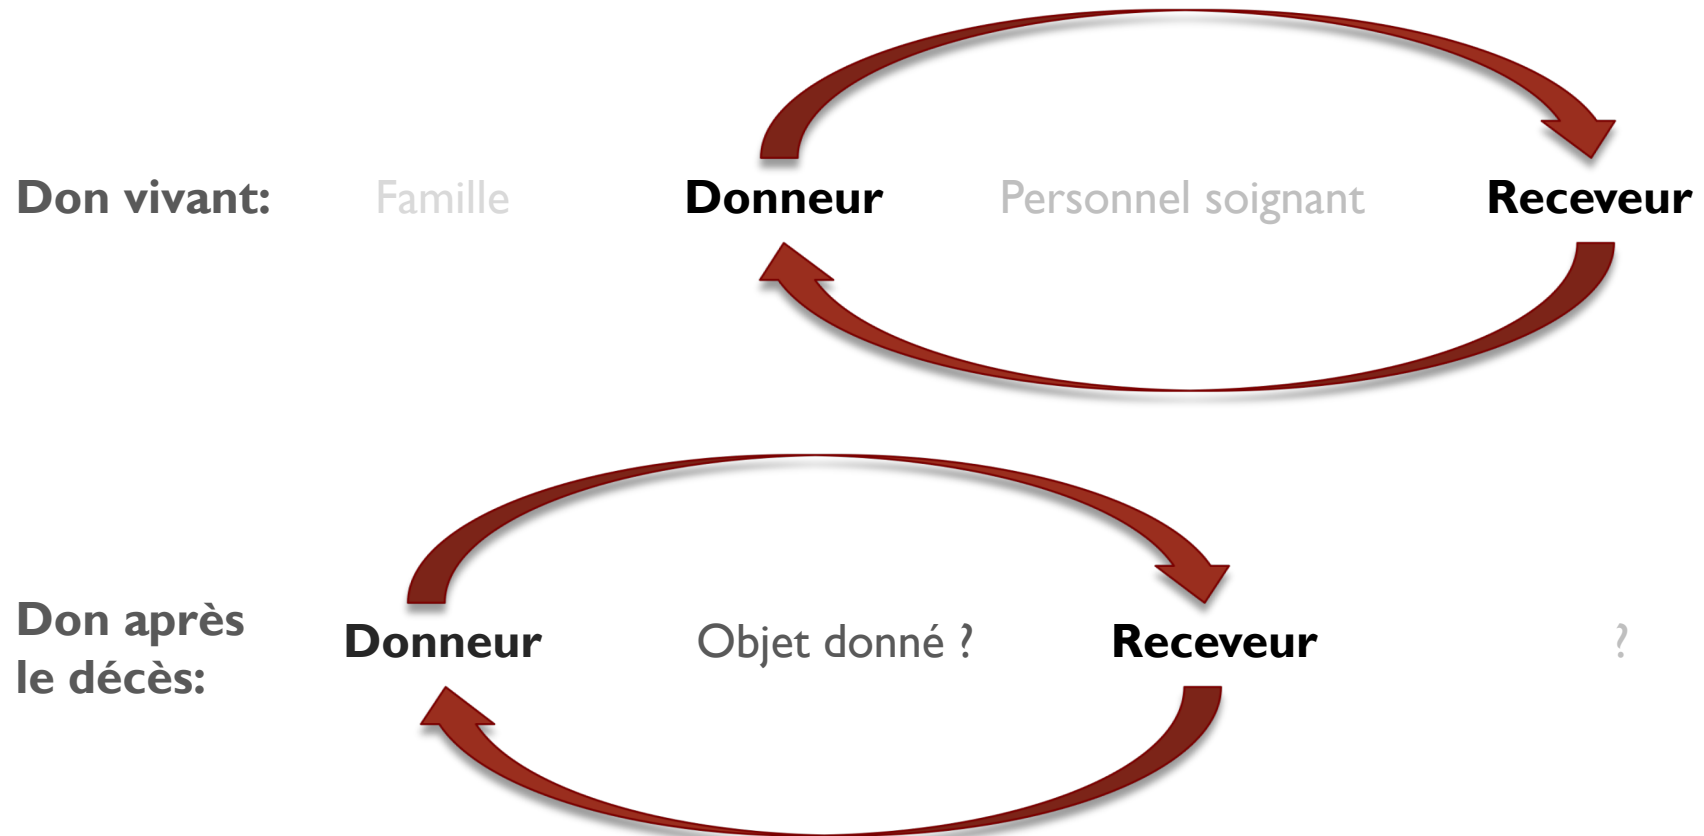 Don vivant: Famille Donneur Personnel soignant Receveur
Don après
le décès:
Donneur Objet donné ? Receveur ?